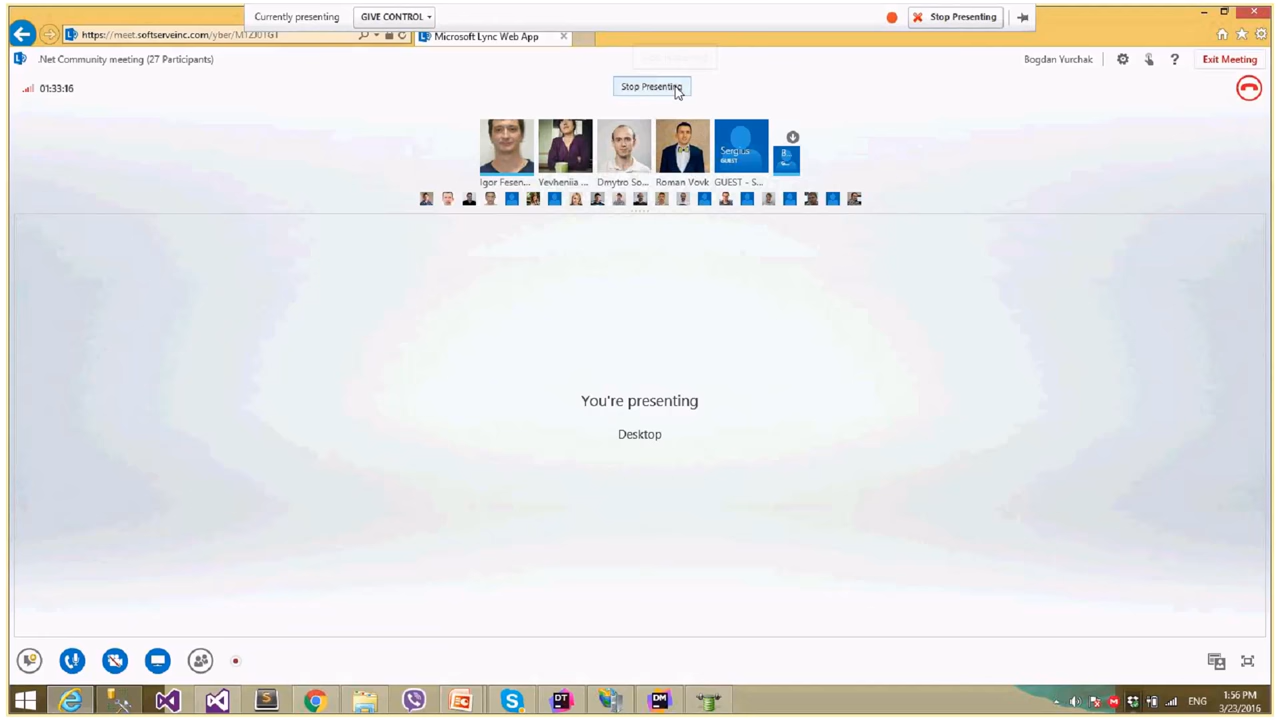 Currently presenting GIVE CONTROL Stop Presenting
https://meet.softserveinc.com/yber/ Microsoft Lync Web App
.Net Community meeting (27 Participants) Bogdan Yurchak ? Exit Meeting
01:33:16 Stop Presenting
Sergius
GUEST
Igor Fesen... Yevheniia ... Dmytro So... Roman Vovk GUEST - S...
You're presenting
Desktop
DT DM ENG 1:56 PM
3/23/2016